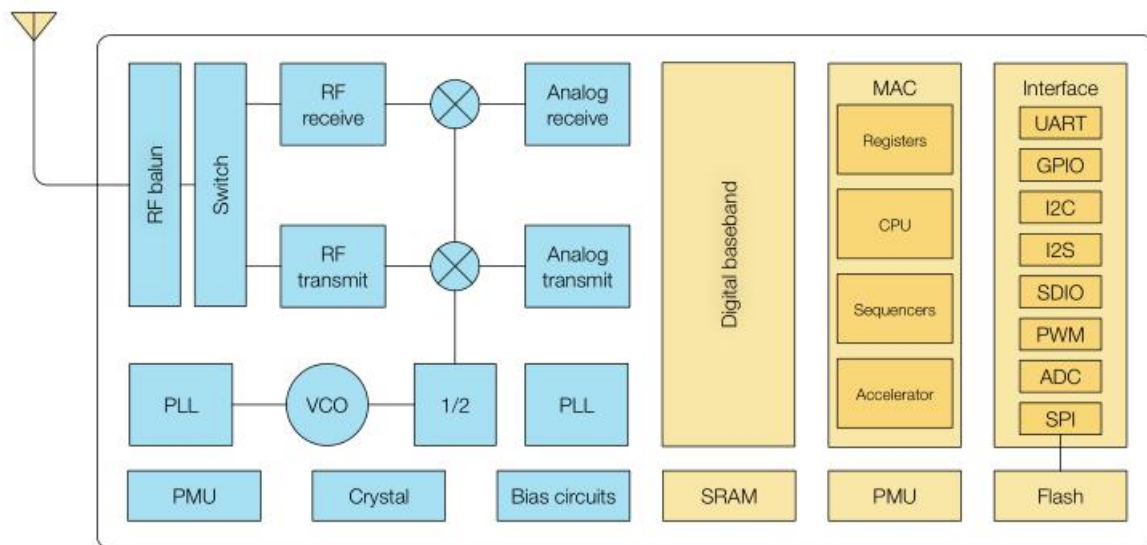 RF balun
Switch
RF
receive
Analog
receive
RF
transmit
Analog
transmit
PLL
VCO
1/2
PLL
PMU
Crystal
Bias circuits
Digital baseband
SRAM
MAC
Registers
CPU
Sequencers
Accelerator
PMU
Interface
UART
GPIO
I2C
I2S
SDIO
PWM
ADC
SPI
Flash